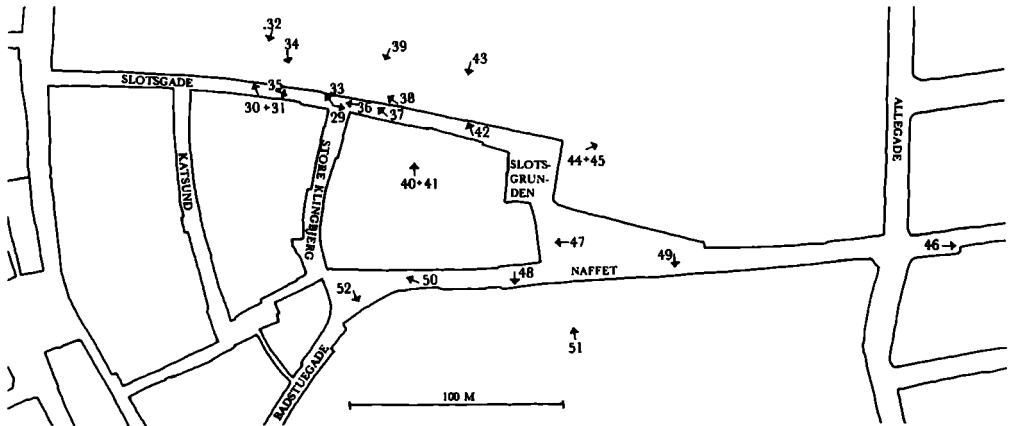 32
34
39
43
SLOTSGADE
35
33
38
30+31
36
29
37
42
ALLEGADE
KATSUND
STORE KLINGBJERG
40+41
SLOTS-
GRUN-
DEN
44+45
47
46
49
50
48
NAFFET
52
51
BADSTUEGADE
100 M